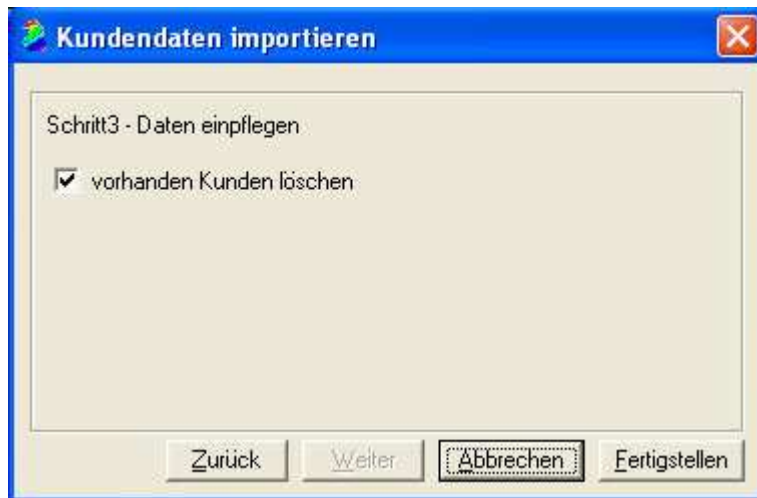 Kundendaten importieren
Schritt3 - Daten einpflegen
vorhanden Kunden löschen
Zurück Weiter Abbrechen Fertigstellen